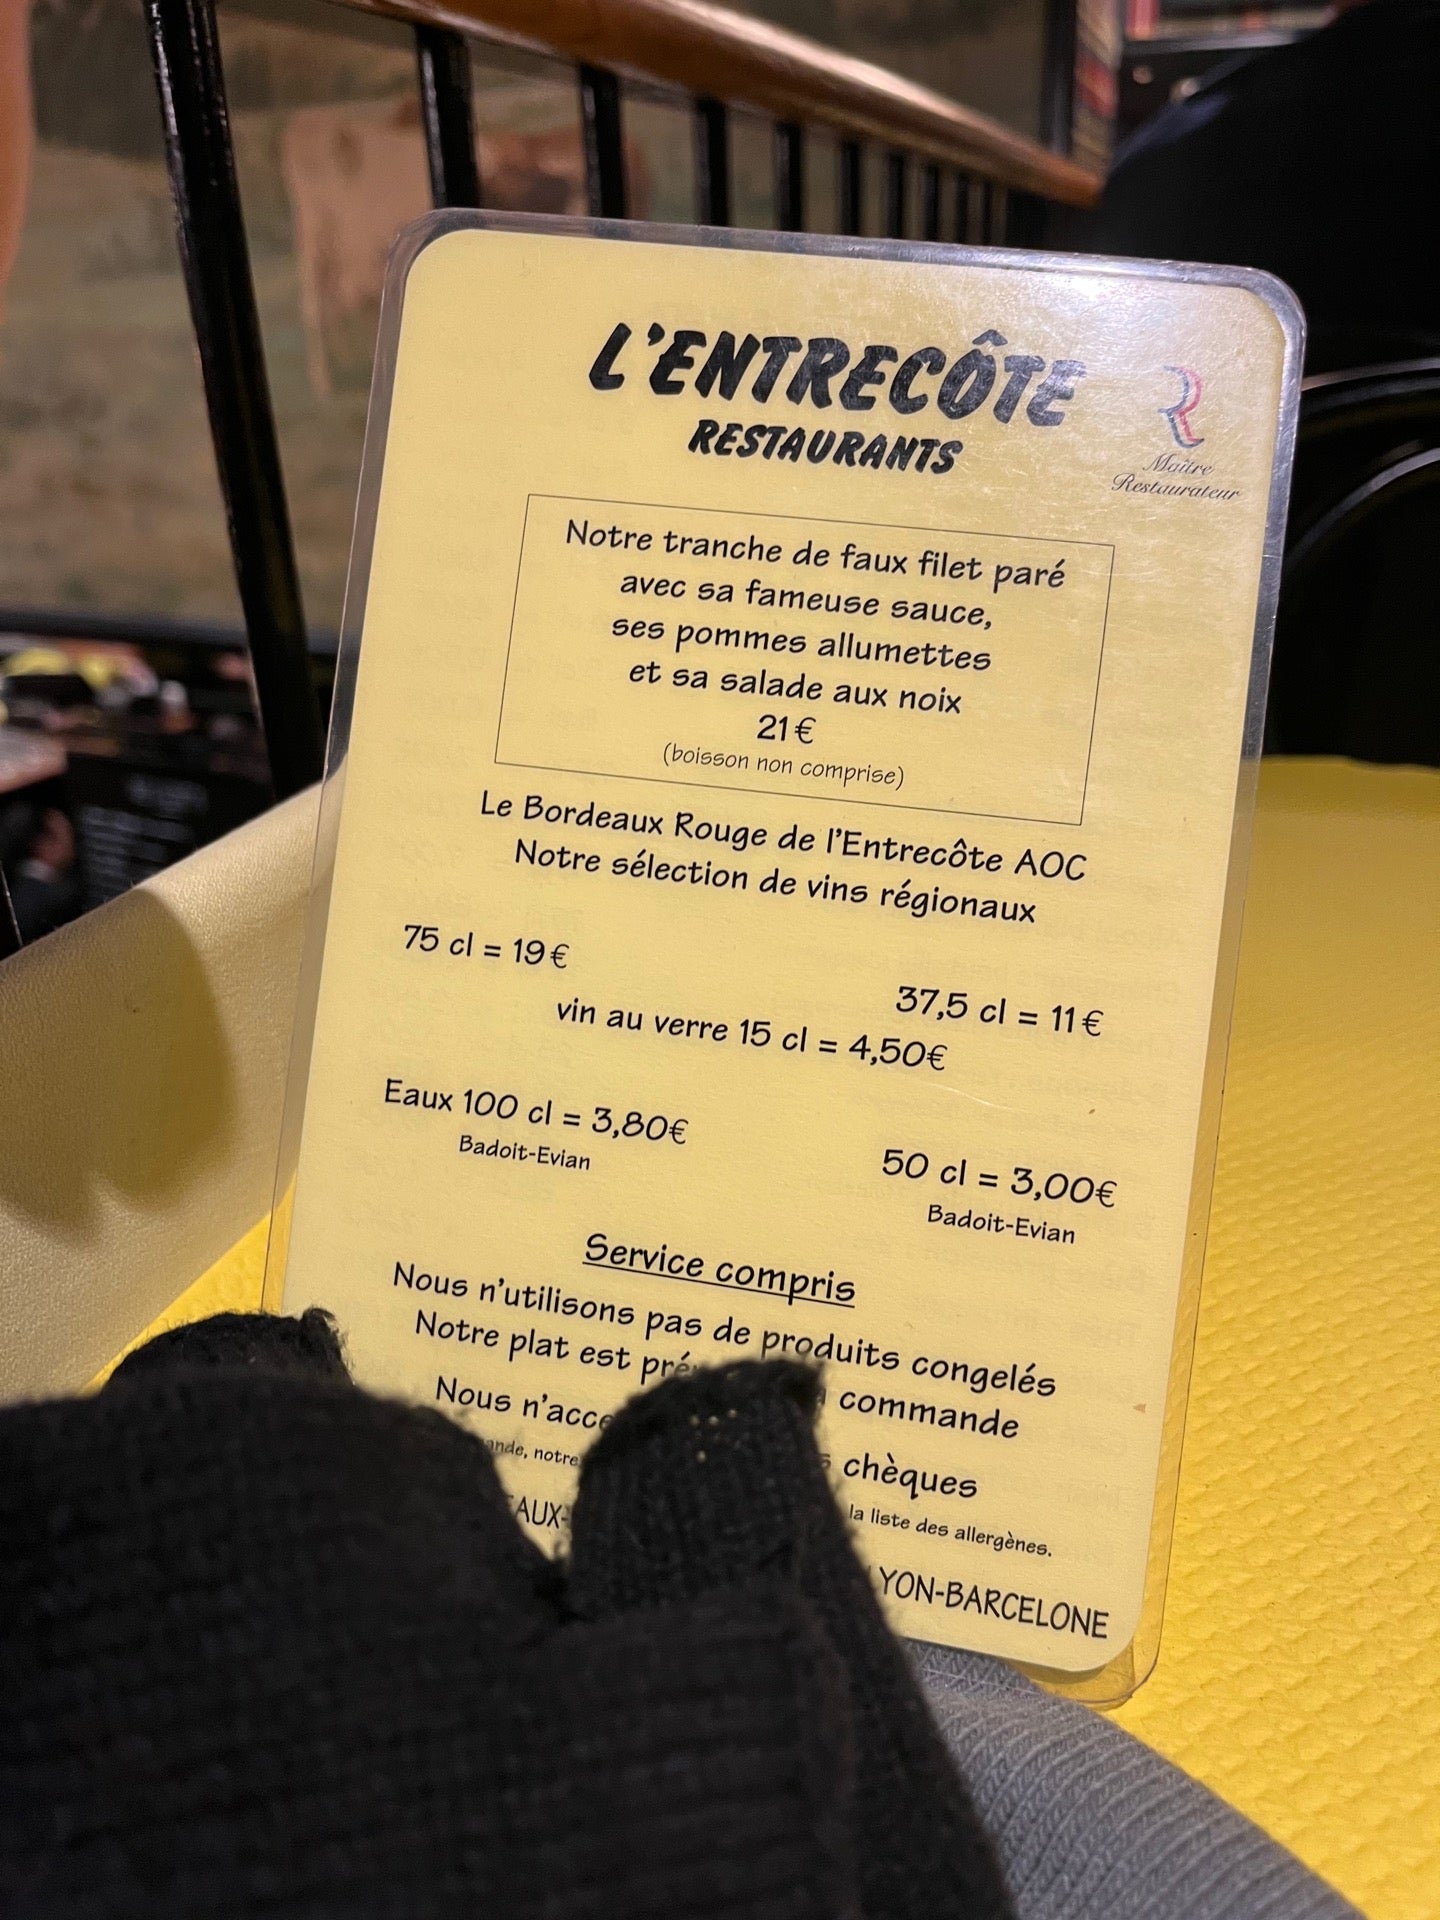 L'ENTRECÔTE
RESTAURANTS
Maître
Restaurateur
Notre tranche de faux filet paré
avec sa fameuse sauce,
ses pommes allumettes
et sa salade aux noix
21€
(boisson non comprise)
Le Bordeaux Rouge de l'Entrecôte AOC
Notre sélection de vins régionaux
75 cl = 19€
37,5 cl = 11€
vin au verre 15 cl = 4,50€
Eaux 100 cl = 3,80€
Badoit-Evian
50 cl = 3,00€
Badoit-Evian
Service compris
Nous n'utilisons pas de produits congelés
Notre plat est commande
Nous chèques
notre la liste des allergènes.
YON-BARCELONE